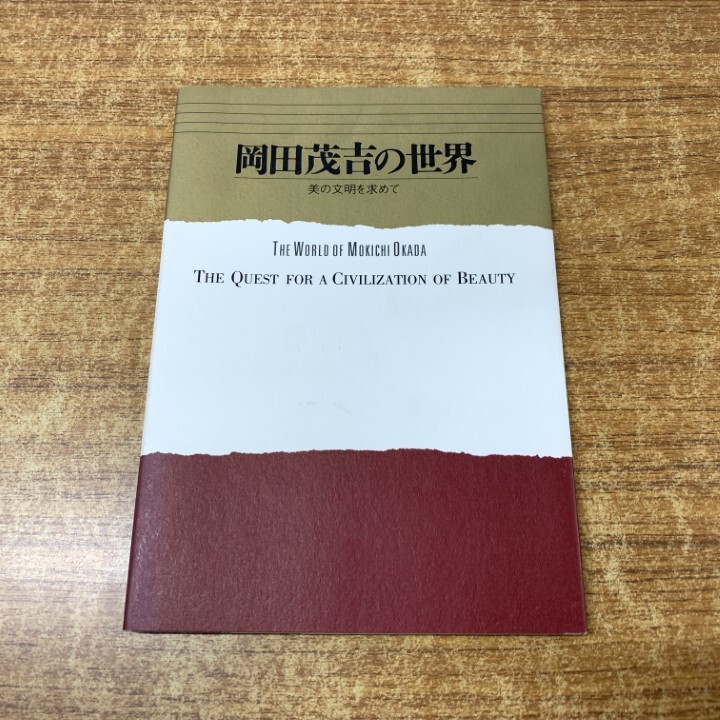 岡田茂吉の世界
美の文明を求めて
THE WORLD OF MOKICHI OKADA
THE QUEST FOR A CIVILIZATION OF BEAUTY